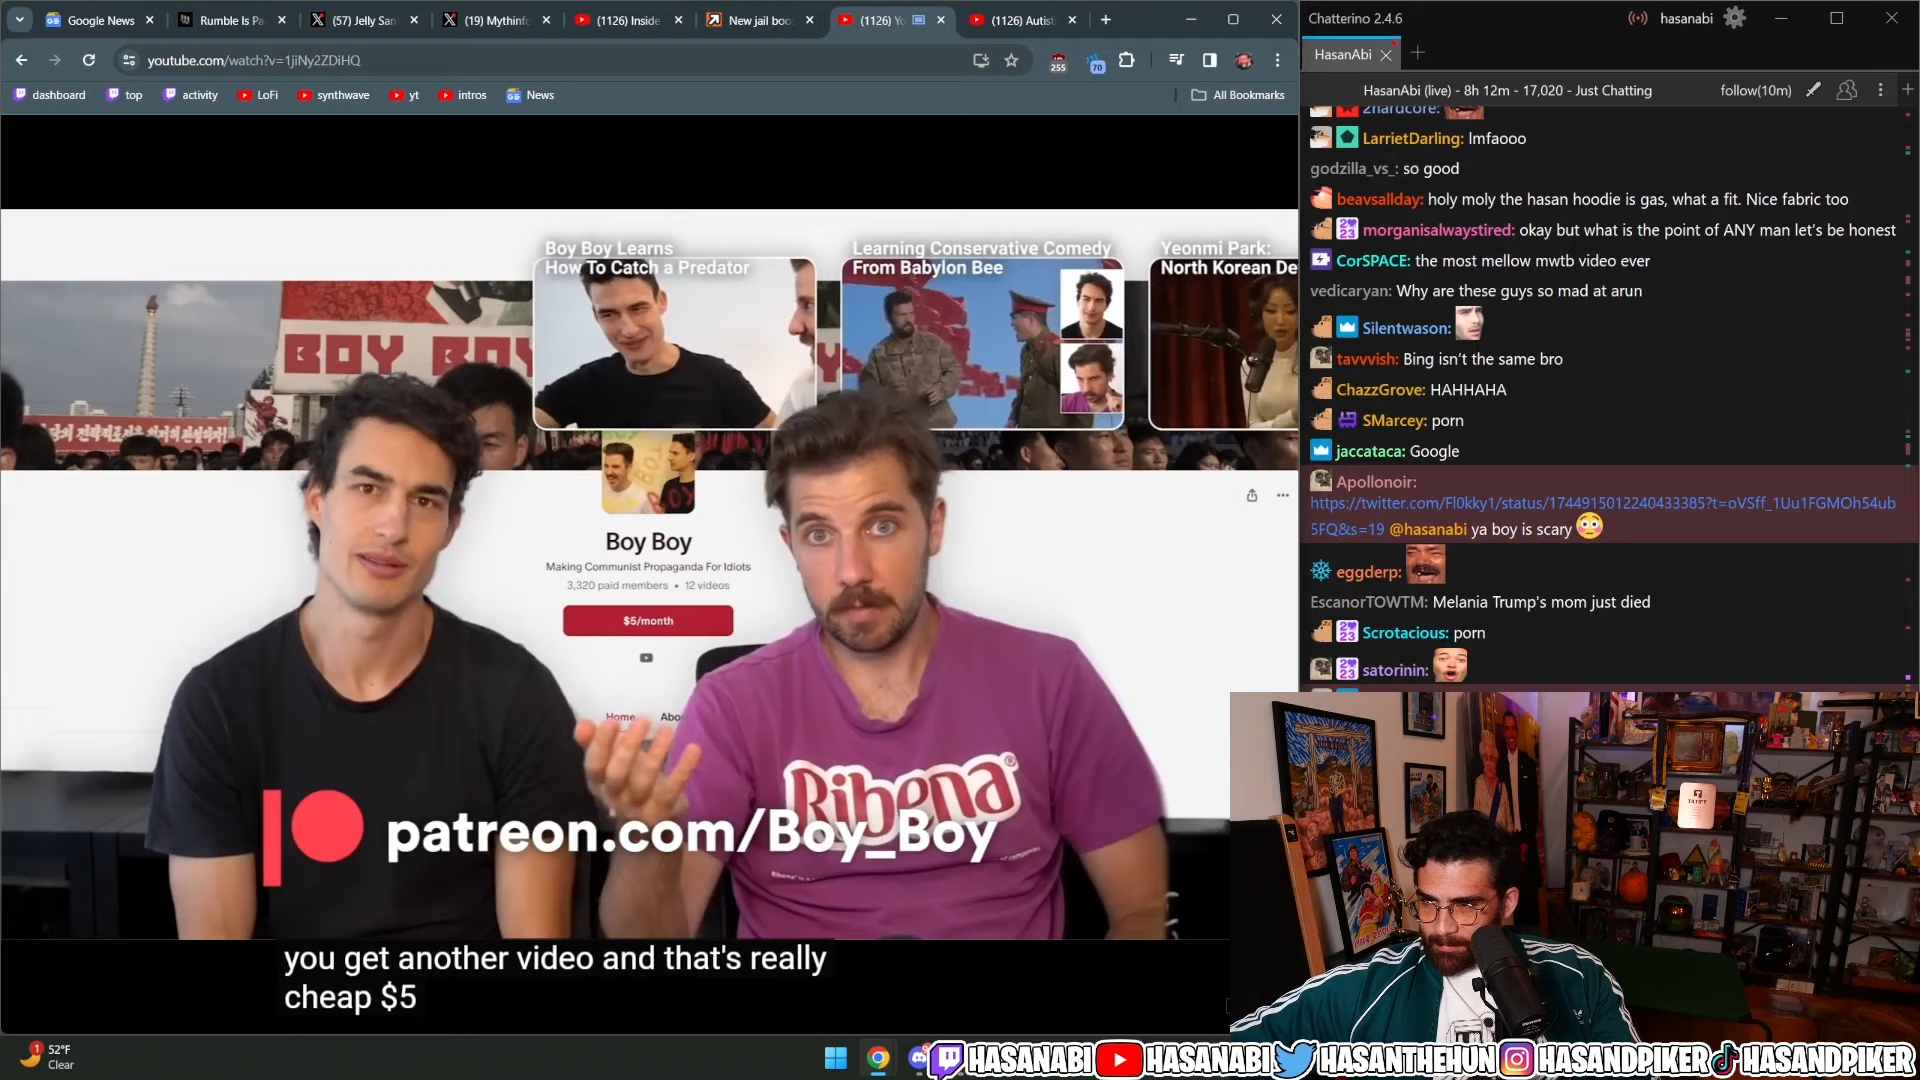 Google News
Rumble Is Pa
(57) Jelly San
(19) Mythinfo
(1126) Inside
New jail boo
(1126) Yo
(1126) Autist
youtube.com/watch?v=1jiNy2ZDiHQ
255
70
dashboard
top
activity
LoFi
synthwave
yt
intros
News
All Bookmarks
Boy Boy Learns
How To Catch a Predator
Learning Conservative Comedy
From Babylon Bee
Yeonmi Park:
North Korean De
BOY BOY
Boy Boy
Making Communist Propaganda For Idiots
3,320 paid members • 12 videos
$5/month
Home
Abou
Ribena®
patreon.com/Boy_Boy
you get another video and that's really
cheap $5
52°F
Clear
Chatterino 2.4.6
hasanabi
HasanAbi
HasanAbi (live) - 8h 12m - 17,020 - Just Chatting
follow(10m)
2hardcore:
LarrietDarling: lmfaooo
godzilla_vs_: so good
beavsallday: holy moly the hasan hoodie is gas, what a fit. Nice fabric too
morganisalwaystired: okay but what is the point of ANY man let's be honest
CorSPACE: the most mellow mwtb video ever
vedicaryan: Why are these guys so mad at arun
Silentwason:
tavvvish: Bing isn't the same bro
ChazzGrove: HAHHAHA
SMarcey: porn
jaccataca: Google
Apollonoir:
https://twitter.com/Fl0kky1/status/1744915012240433385?t=oVSff_1Uu1FGMOh54ub
5FQ&s=19 @hasanabi ya boy is scary
eggderp:
EscanorTOWTM: Melania Trump's mom just died
Scrotacious: porn
satorinin:
HASANABI
HASANABI
HASANTHEHUN
HASANDPIKER
HASANDPIKER